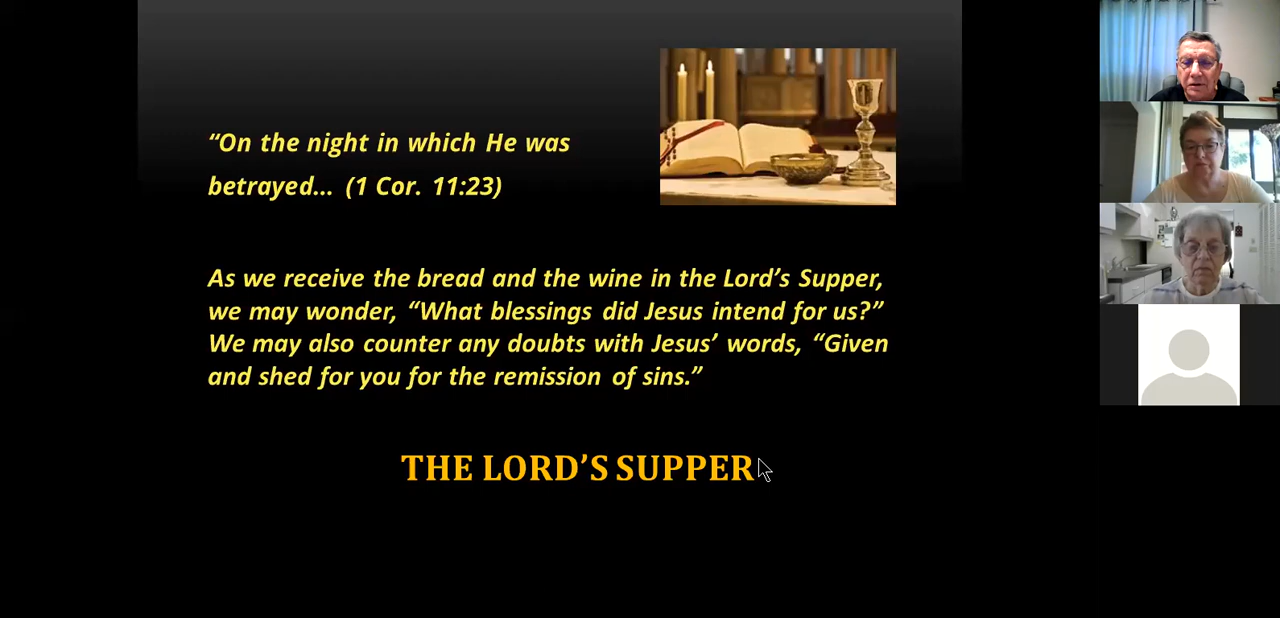 “On the night in which He was
betrayed... (1 Cor. 11:23)
As we receive the bread and the wine in the Lord’s Supper,
we may wonder, “What blessings did Jesus intend for us?”
We may also counter any doubts with Jesus’ words, “Given
and shed for you for the remission of sins.”
THE LORD’S SUPPER